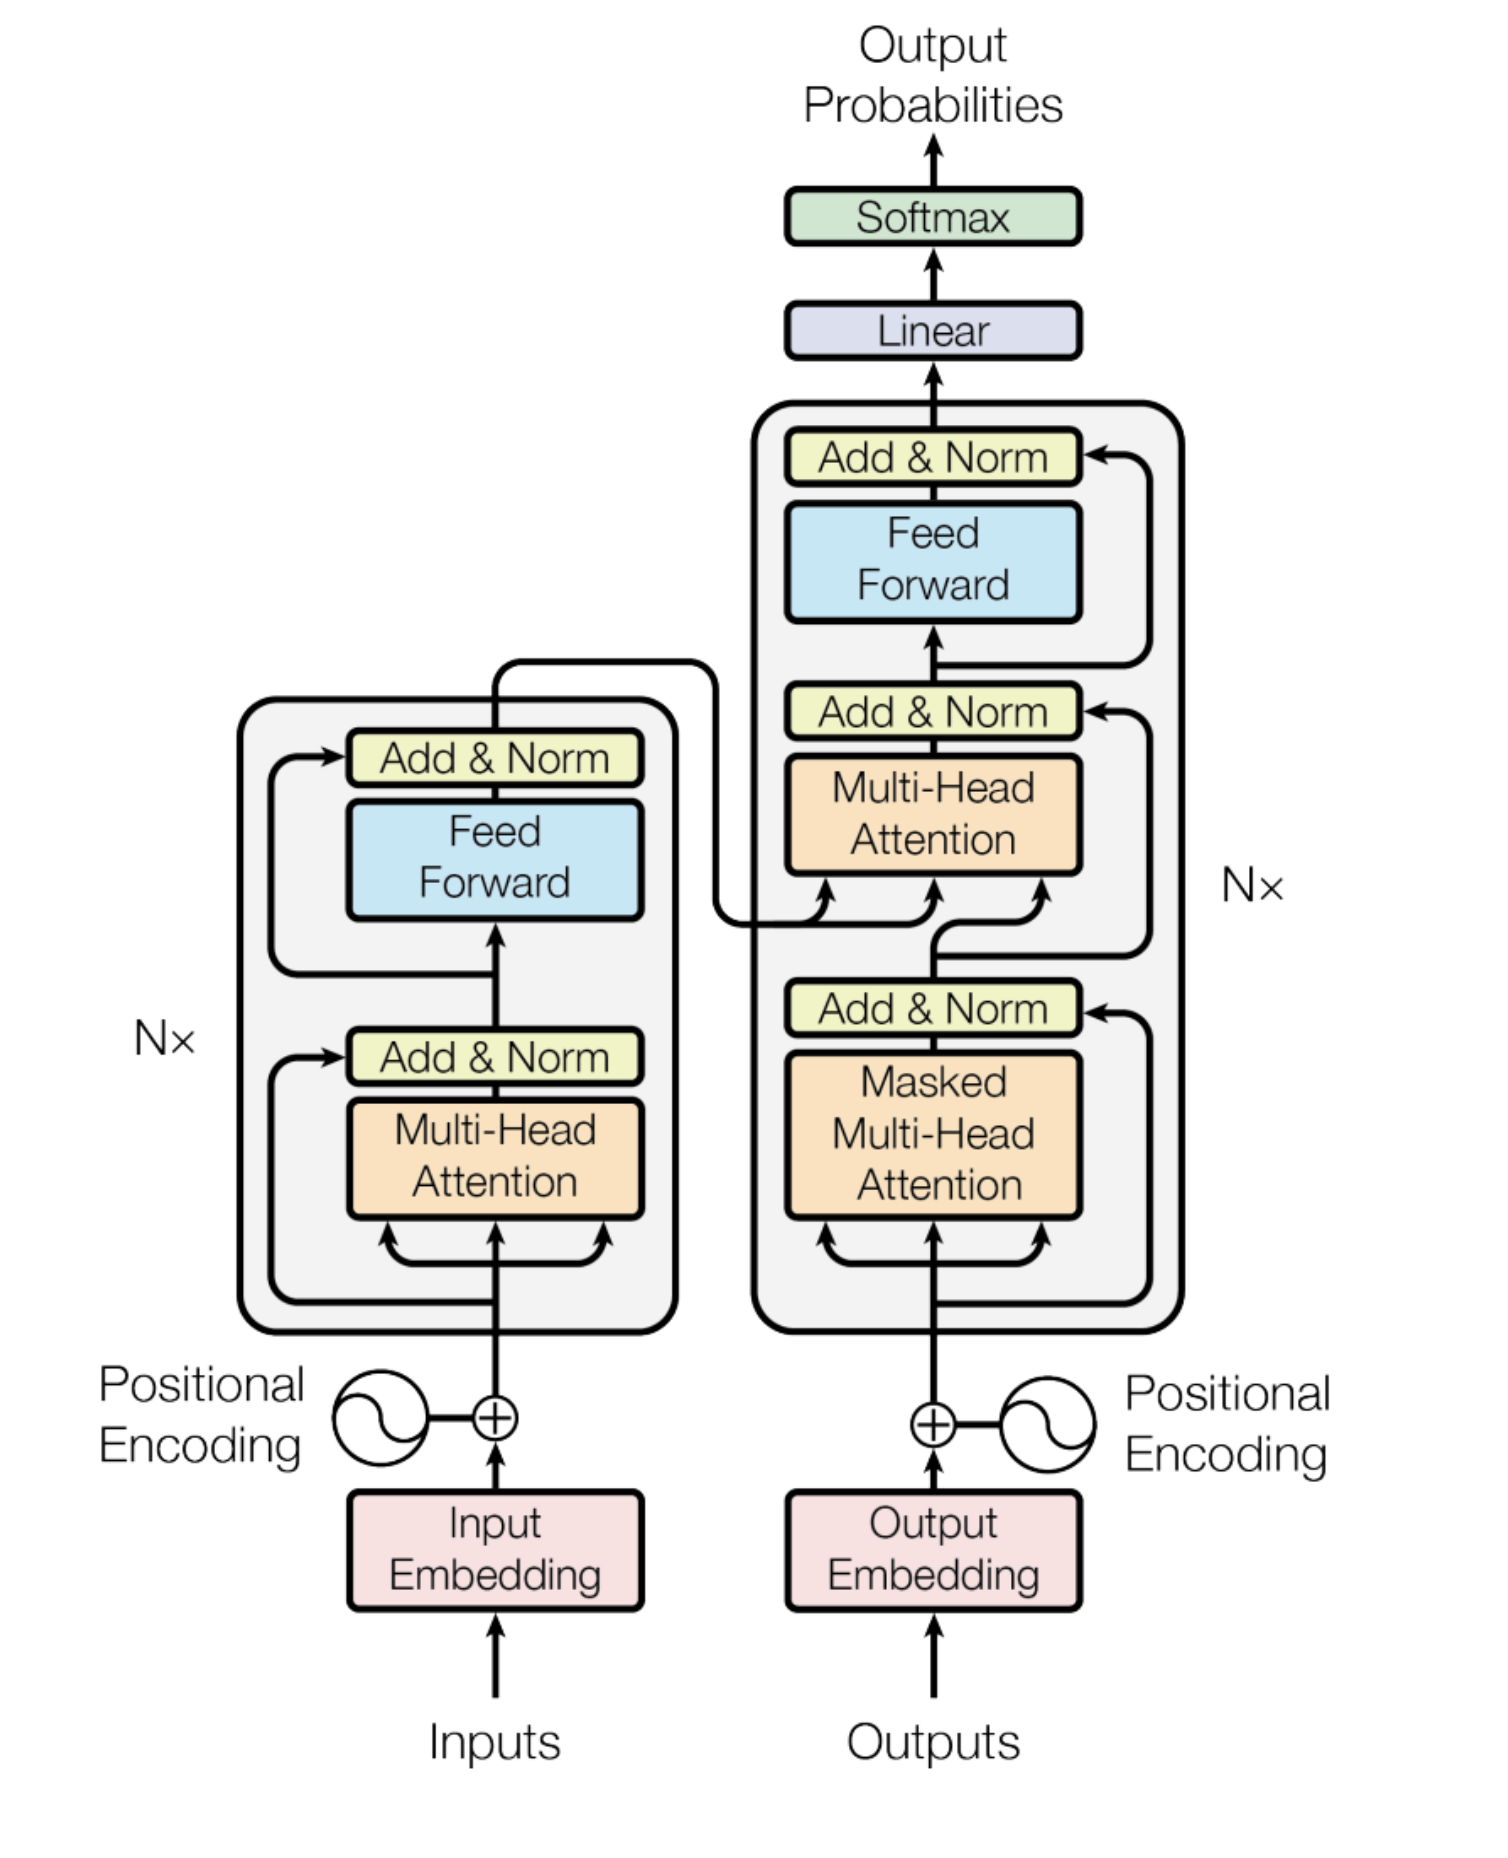 Output
Probabilities
Softmax
Linear
Add & Norm
Feed
Forward
Add & Norm
Multi-Head
Attention
Nx
Add & Norm
Masked
Multi-Head
Attention
Positional
Encoding
Output
Embedding
Outputs
Add & Norm
Feed
Forward
Nx
Add & Norm
Multi-Head
Attention
Positional
Encoding
Input
Embedding
Inputs